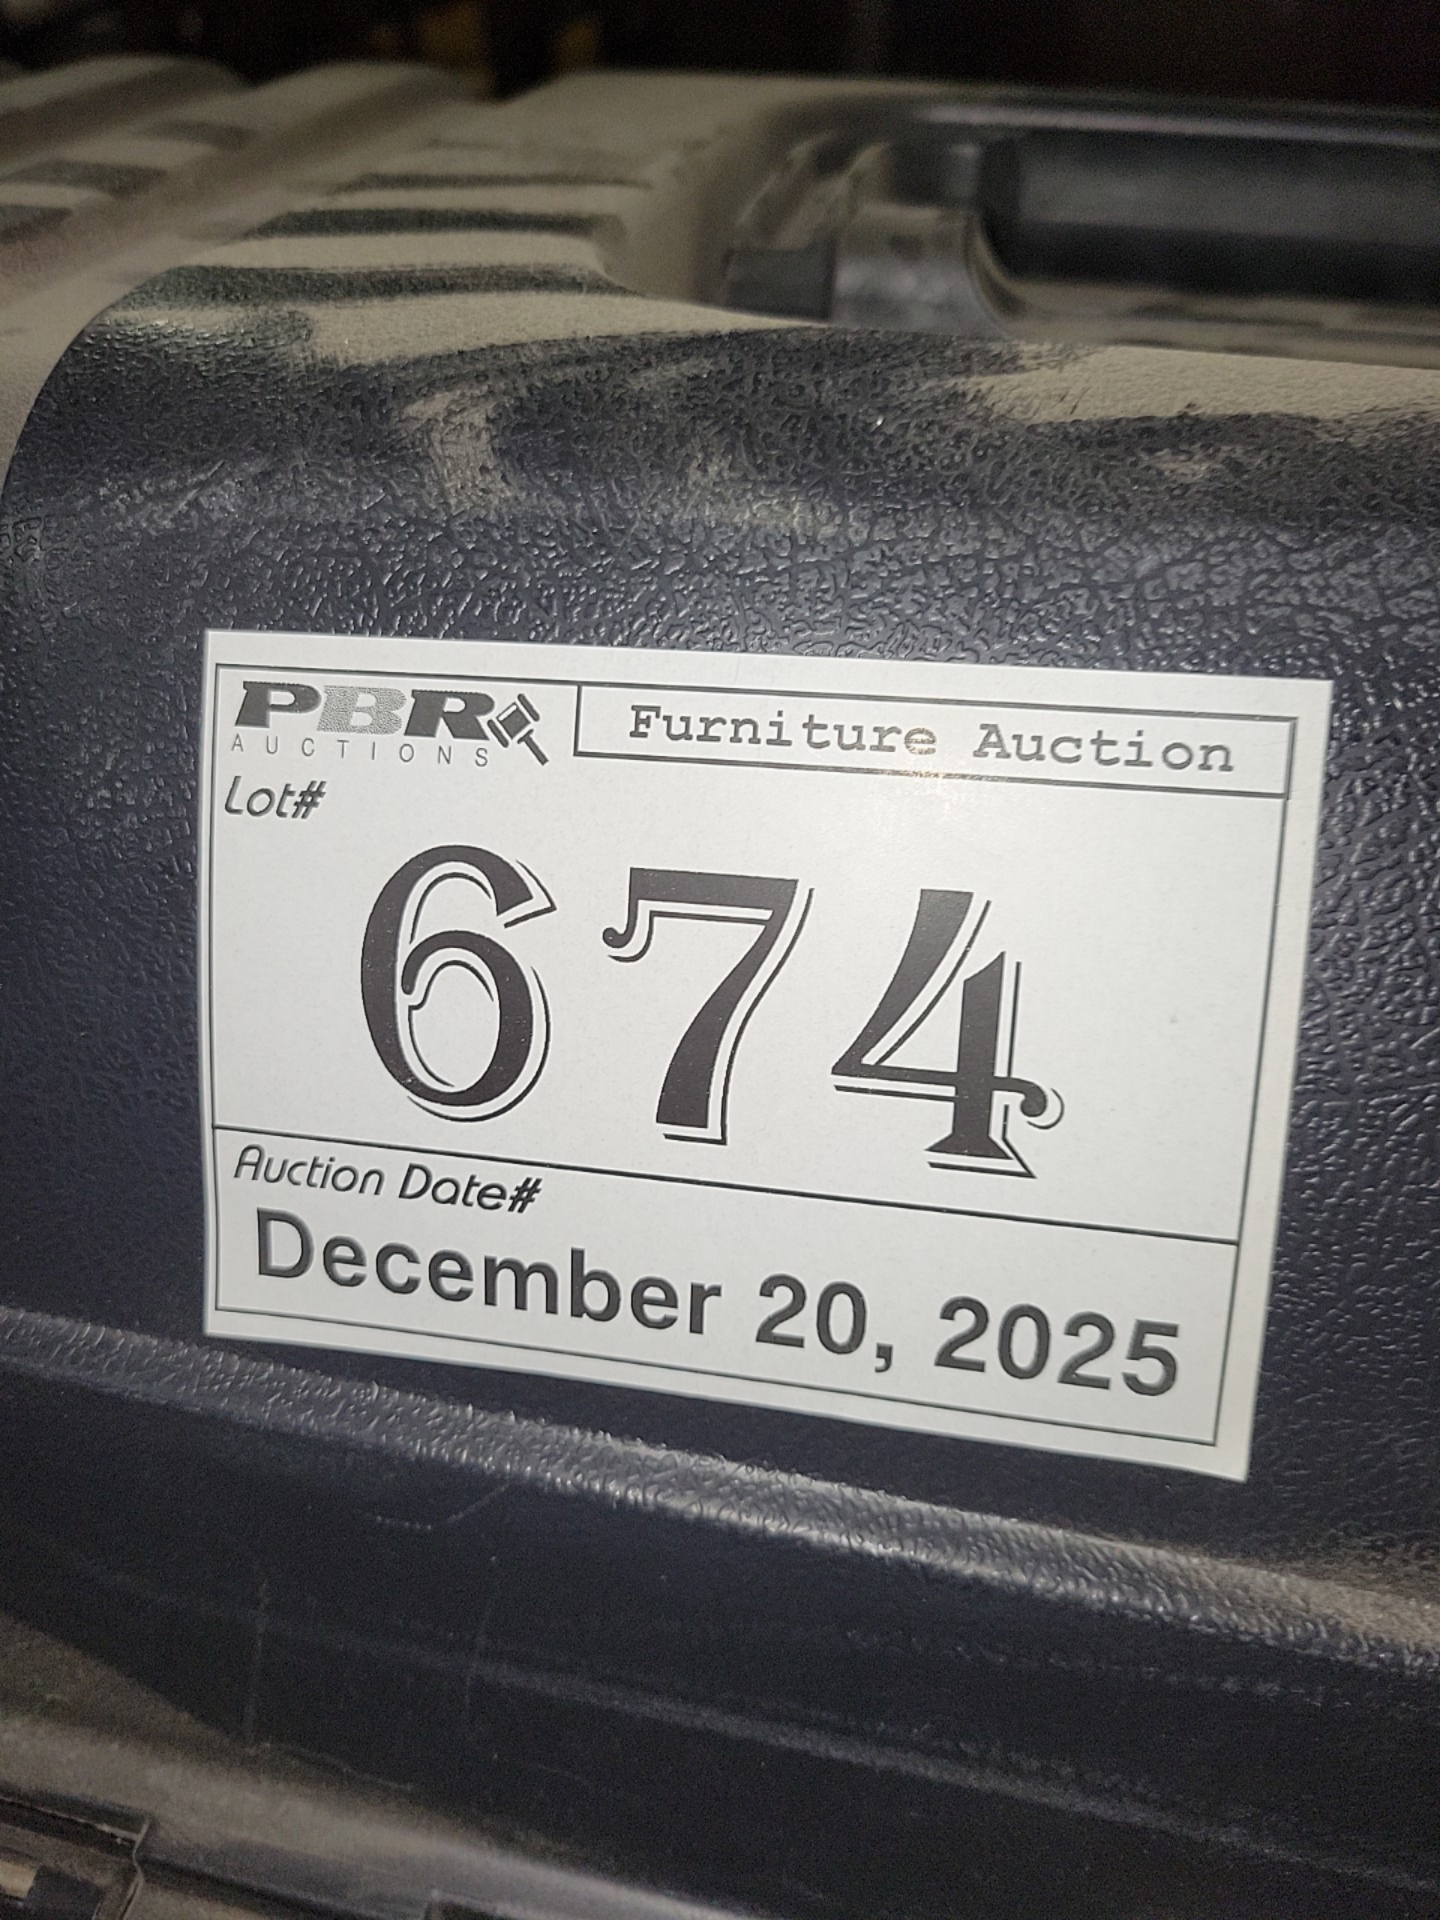 PBR
AUCTIONS
Furniture Auction
Lot#
674
Auction Date#
December 20, 2025